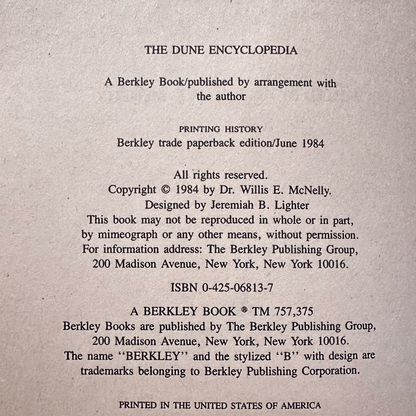 THE DUNE ENCYCLOPEDIA
A Berkley Book/published by arrangement with
the author
PRINTING HISTORY
Berkley trade paperback edition/June 1984
All rights reserved.
Copyright © 1984 by Dr. Willis E. McNelly.
Designed by Jeremiah B. Lighter
This book may not be reproduced in whole or in part,
by mimeograph or any other means, without permission.
For information address: The Berkley Publishing Group,
200 Madison Avenue, New York, New York 10016.
ISBN 0-425-06813-7
A BERKLEY BOOK ® TM 757,375
Berkley Books are published by The Berkley Publishing Group,
200 Madison Avenue, New York, New York 10016.
The name "BERKLEY" and the stylized "B" with design are
trademarks belonging to Berkley Publishing Corporation.
PRINTED IN THE UNITED STATES OF AMERICA